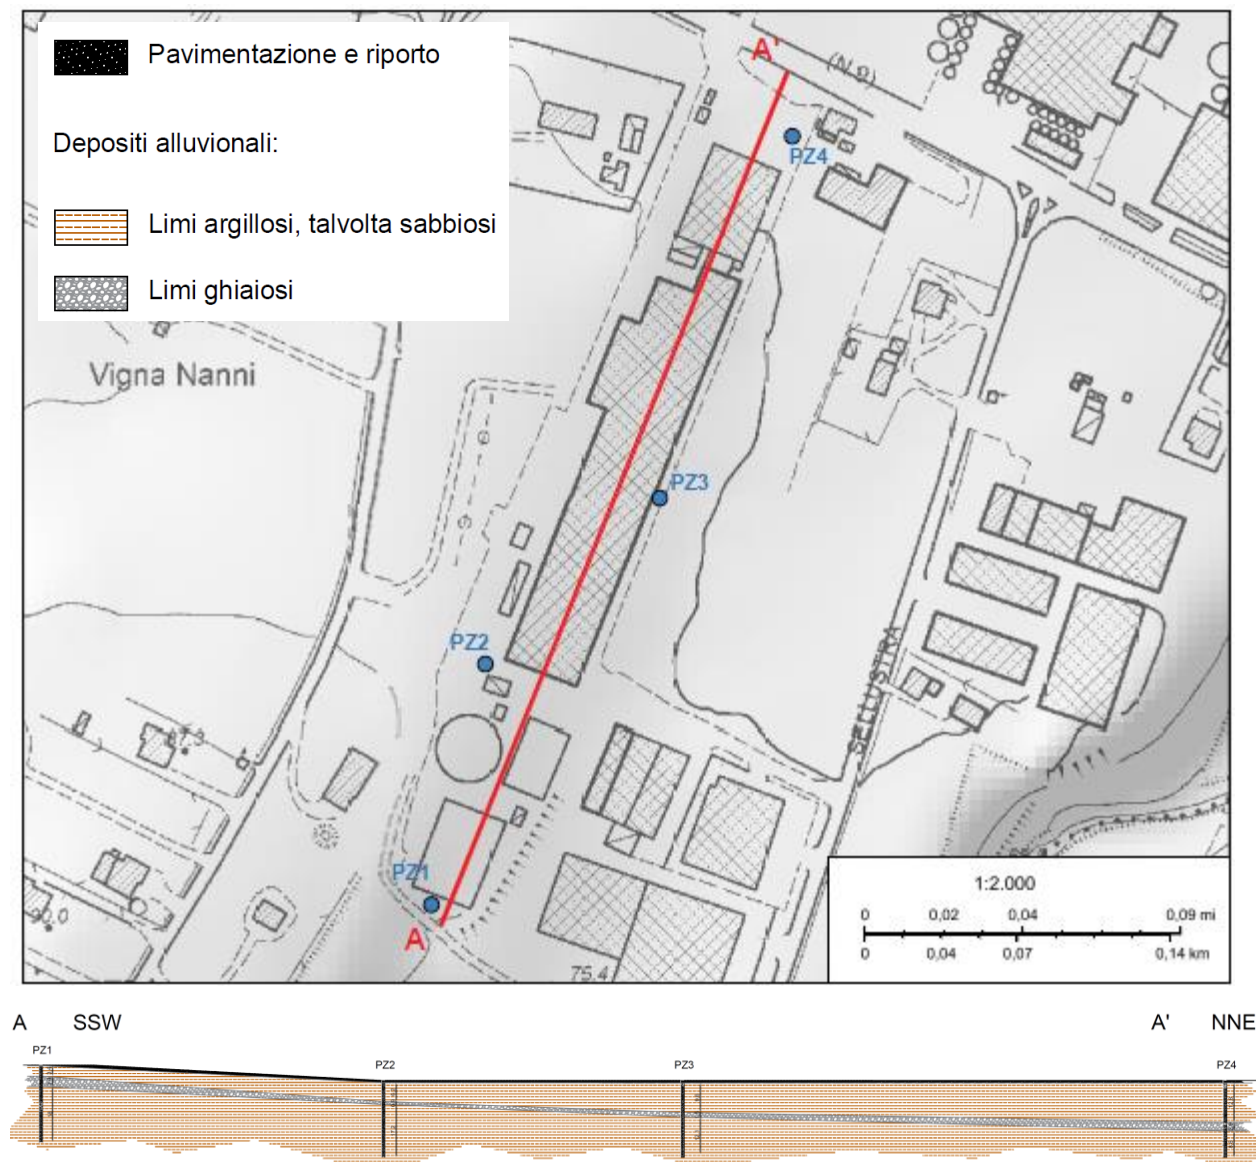 Pavimentazione e riporto
Depositi alluvionali:
Limi argillosi, talvolta sabbiosi
Limi ghiaiosi
A'
(N.9)
PZ4
Vigna Nanni
PZ3
PZ2
SELLUSTRA
PZ1
A
75.4
1:2.000
0 0,02 0,04 0,09 mi
0 0,04 0,07 0,14 km
A SSW A' NNE
PZ1
PZ2 PZ3 PZ4